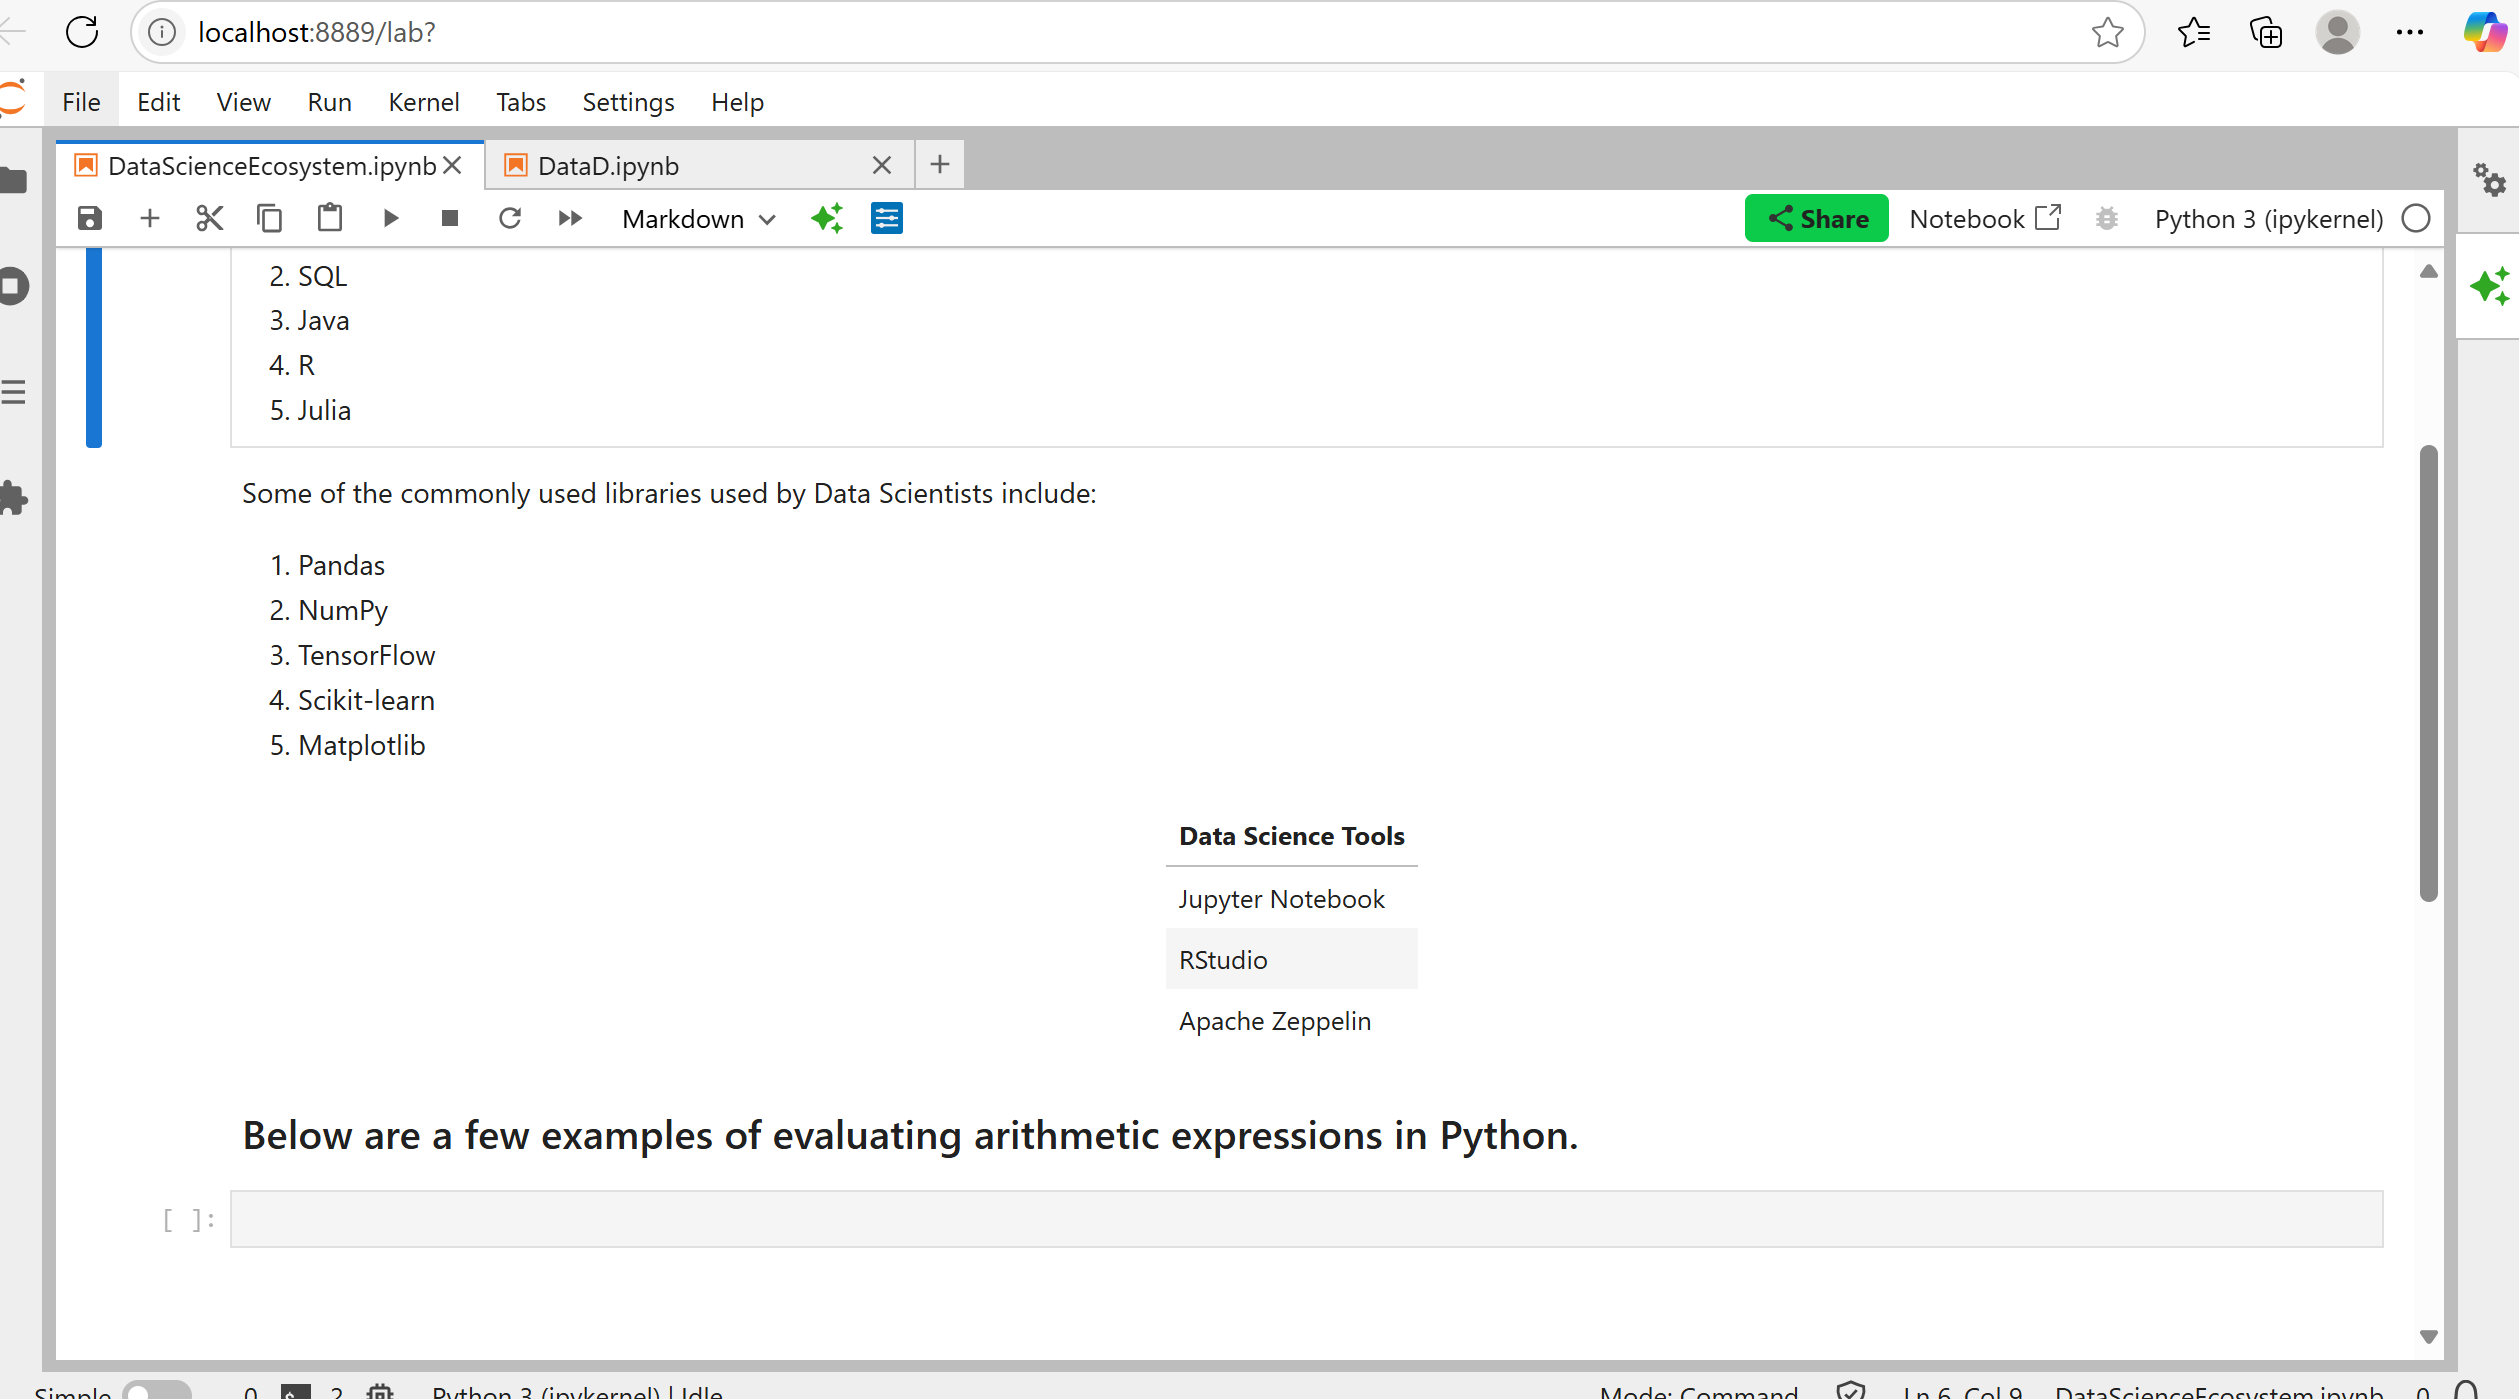 localhost:8889/lab?
File Edit View Run Kernel Tabs Settings Help
DataScienceEcosystem.ipynb DataD.ipynb
Markdown Share Notebook Python 3 (ipykernel)
2. SQL
3. Java
4. R
5. Julia
Some of the commonly used libraries used by Data Scientists include:
1. Pandas
2. NumPy
3. TensorFlow
4. Scikit-learn
5. Matplotlib
Data Science Tools
Jupyter Notebook
RStudio
Apache Zeppelin
Below are a few examples of evaluating arithmetic expressions in Python.
[ ]:
Simple 0 2 Python 3 (ipykernel) | Idle Mode: Command Ln 6, Col 9 DataScienceEcosystem.ipynb 0